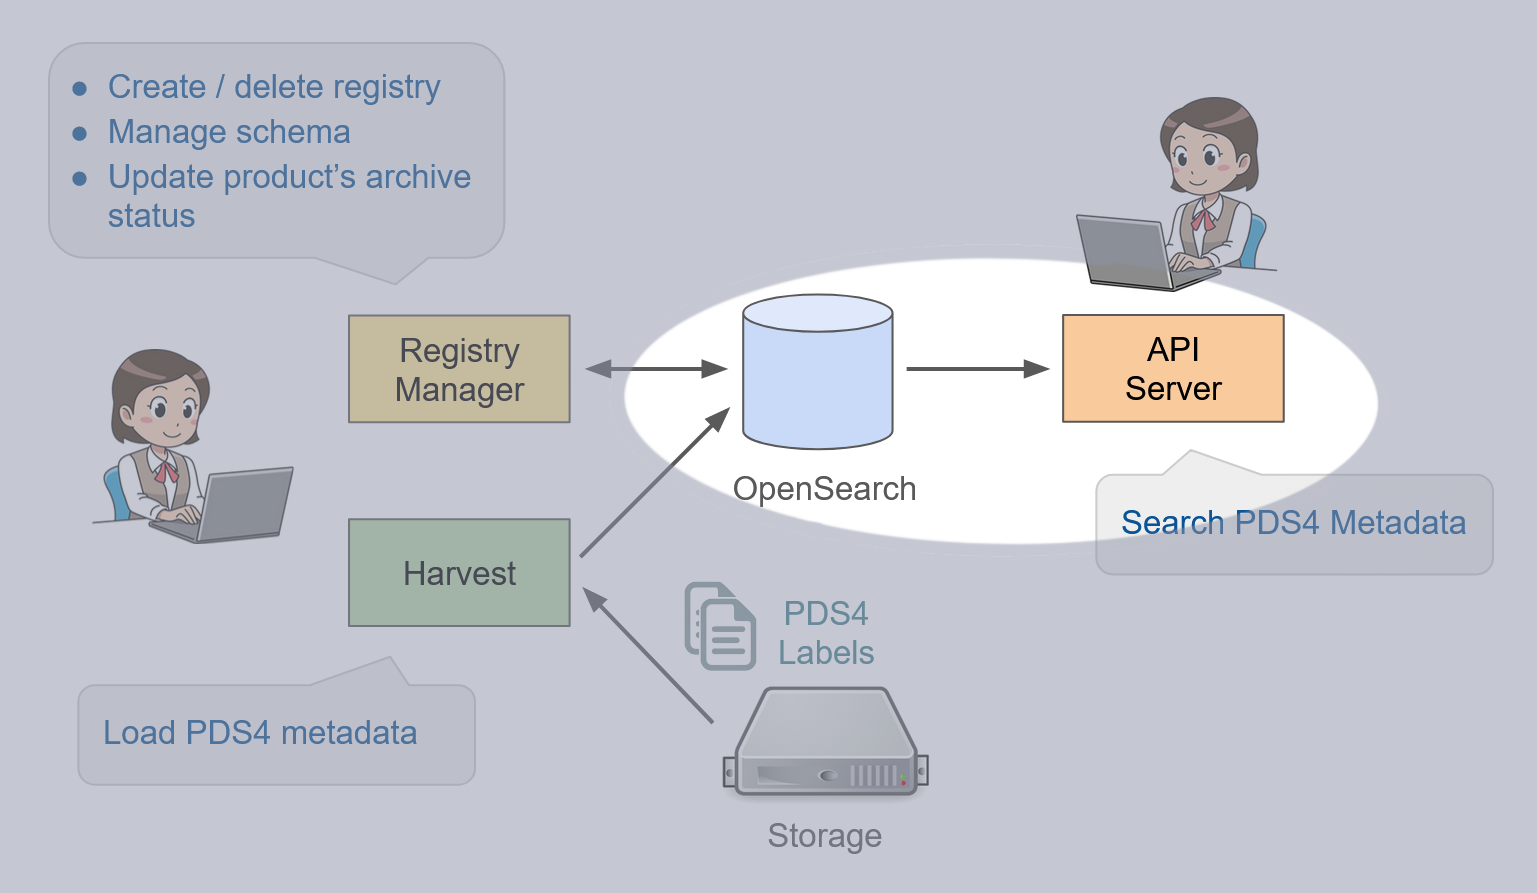 ● Create / delete registry
● Manage schema
● Update product’s archive
status
Registry
Manager
API
Server
OpenSearch
Search PDS4 Metadata
Harvest
PDS4
Labels
Load PDS4 metadata
Storage